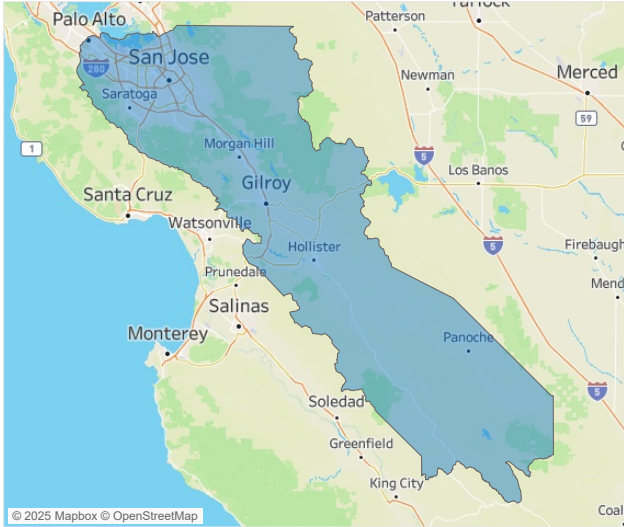 Patterson
Palo Alto
San Jose
280
Newman
Merced
Saratoga
59
1
Morgan Hill
5
Los Banos
Gilroy
Santa Cruz
Watsonville
Hollister
5
Firebaugh
Prunedale
Mend
Salinas
Monterey
Panoche
5
Soledad
Greenfield
King City
Coal
© 2025 Mapbox © OpenStreetMap